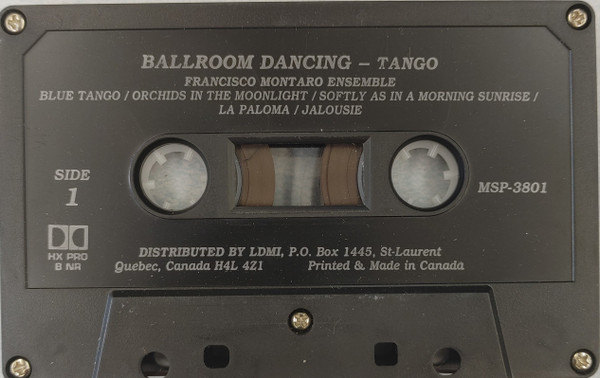 BALLROOM DANCING – TANGO
FRANCISCO MONTARO ENSEMBLE
BLUE TANGO / ORCHIDS IN THE MOONLIGHT / SOFTLY AS IN A MORNING SUNRISE /
LA PALOMA / JALOUSIE
SIDE
1
MSP-3801
HX PRO
B NR
DISTRIBUTED BY LDMI, P.O. Box 1445, St-Laurent
Quebec, Canada H4L 4Z1 Printed & Made in Canada